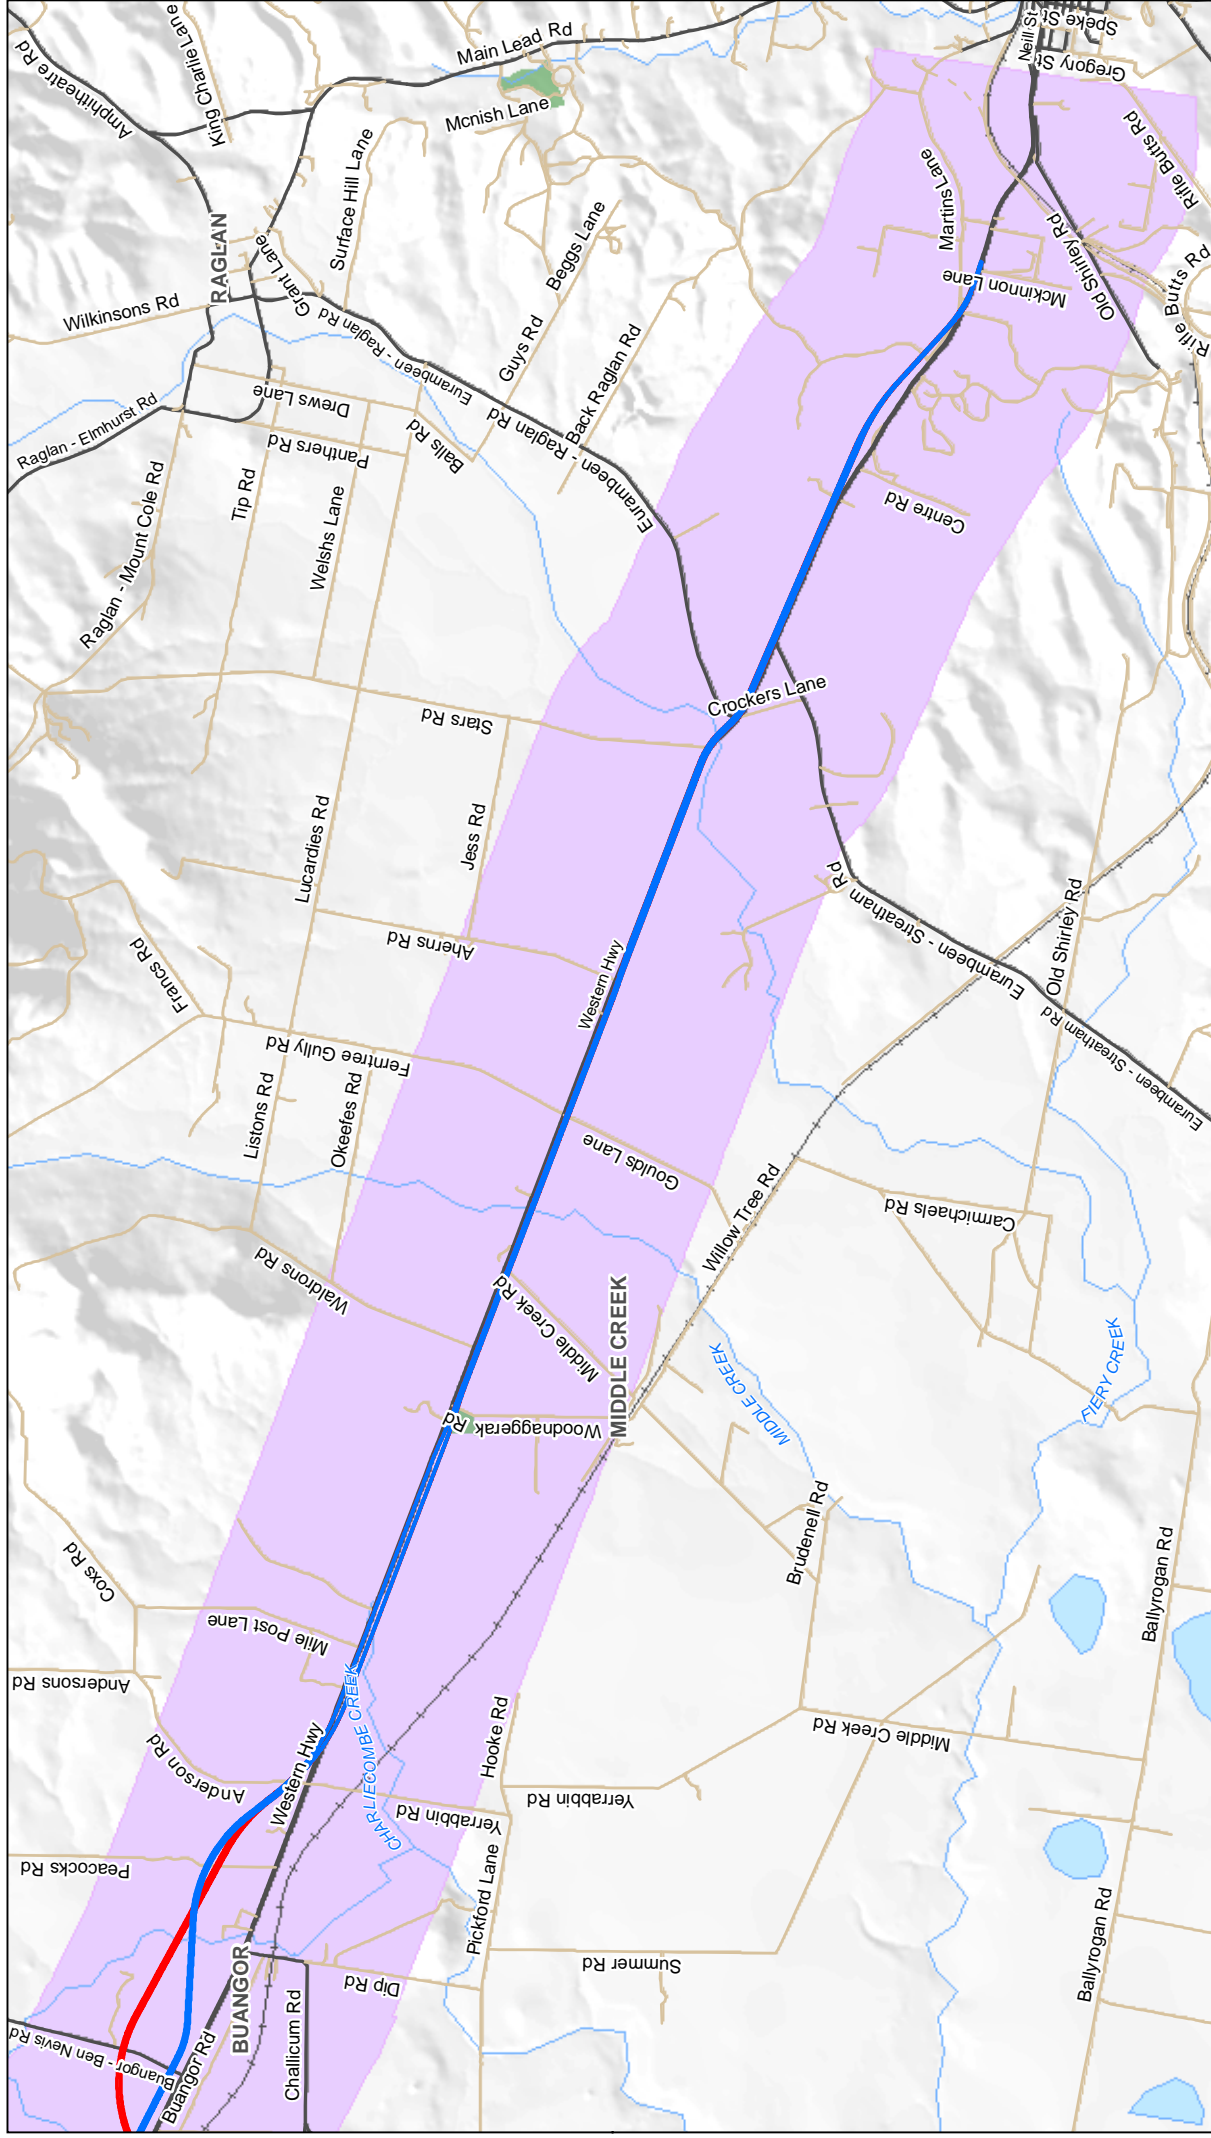 Amphitheatre Rd
King Charlie Lane
Main Lead Rd
Neill St
Speke St
Gregory St
Mcnish Lane
Surface Hill Lane
RAGLAN
Grant Lane
Wilkinsons Rd
Beggs Lane
Martins Lane
Rifle Butts Rd
Old Shirley Rd
Mckinnon Lane
Rifle Butts Rd
Eurambeen - Raglan Rd
Guys Rd
Back Raglan Rd
Raglan - Elmhurst Rd
Drews Lane
Panthers Rd
Balls Rd
Eurambeen - Raglan Rd
Raglan - Mount Cole Rd
Tip Rd
Welshs Lane
Centre Rd
Stars Rd
Crockers Lane
Jess Rd
Lucardies Rd
Aherns Rd
Francs Rd
Western Hwy
Eurambeen - Streatham Rd
Old Shirley Rd
Ferntree Gully Rd
Listons Rd
Okeefes Rd
Goulds Lane
Eurambeen - Streatham Rd
Willow Tree Rd
Carmichaels Rd
Waldrons Rd
Middle Creek Rd
MIDDLE CREEK
MIDDLE CREEK
FIERY CREEK
Woodnaggerak Rd
Brudenell Rd
Coxs Rd
Mile Post Lane
Andersons Rd
Ballyrogan Rd
CHARLIECOMBE CREEK
Hooke Rd
Middle Creek Rd
Anderson Rd
Western Hwy
Yerrabbin Rd
Yerrabbin Rd
Peacocks Rd
Pickford Lane
BUANGOR
Summer Rd
Dip Rd
Ballyrogan Rd
Buangor - Ben Nevis Rd
Buangor Rd
Challicum Rd